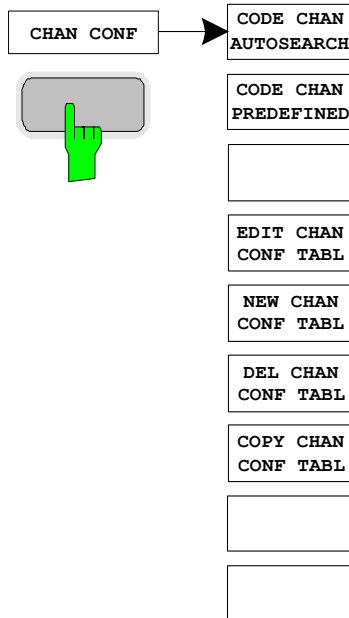 CHAN CONF
CODE CHAN
AUTOSEARCH
CODE CHAN
PREDEFINED
EDIT CHAN
CONF TABL
NEW CHAN
CONF TABL
DEL CHAN
CONF TABL
COPY CHAN
CONF TABL